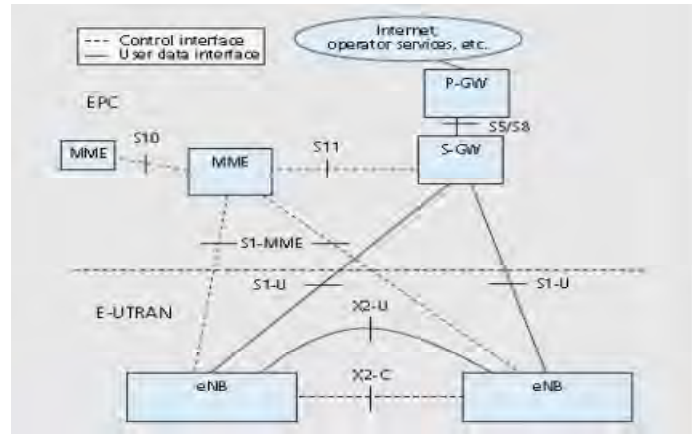 Internet,
operator services, etc.
Control interface
User data interface
P-GW
EPC
S5/S8
S10
S11
MME
MME
S-GW
S1-MME
S1-U
S1-U
X2-U
E-UTRAN
X2-C
eNB
eNB